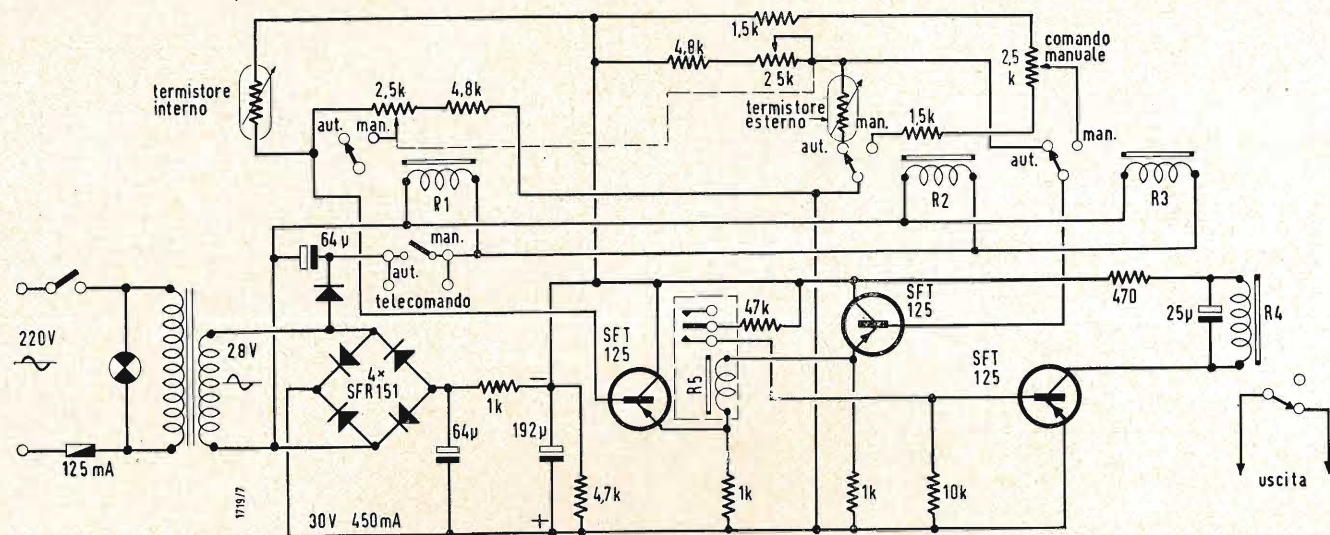 1,5k
4,8k
2,5k
2,5
k
comando
manuale
termistore
interno
2,5k
4,8k
termistore
esterno
1,5k
aut.
man.
aut.
aut.
man.
R1
R2
R3
64µ
man.
aut.
telecomando
220V
28V
4×
SFR151
125 mA
1k
64µ
192µ
4,7k
30V 450mA
1719/7
SFT
125
47k
R5
SFT
125
1k
1k
10k
SFT
125
470
25µ
R4
uscita